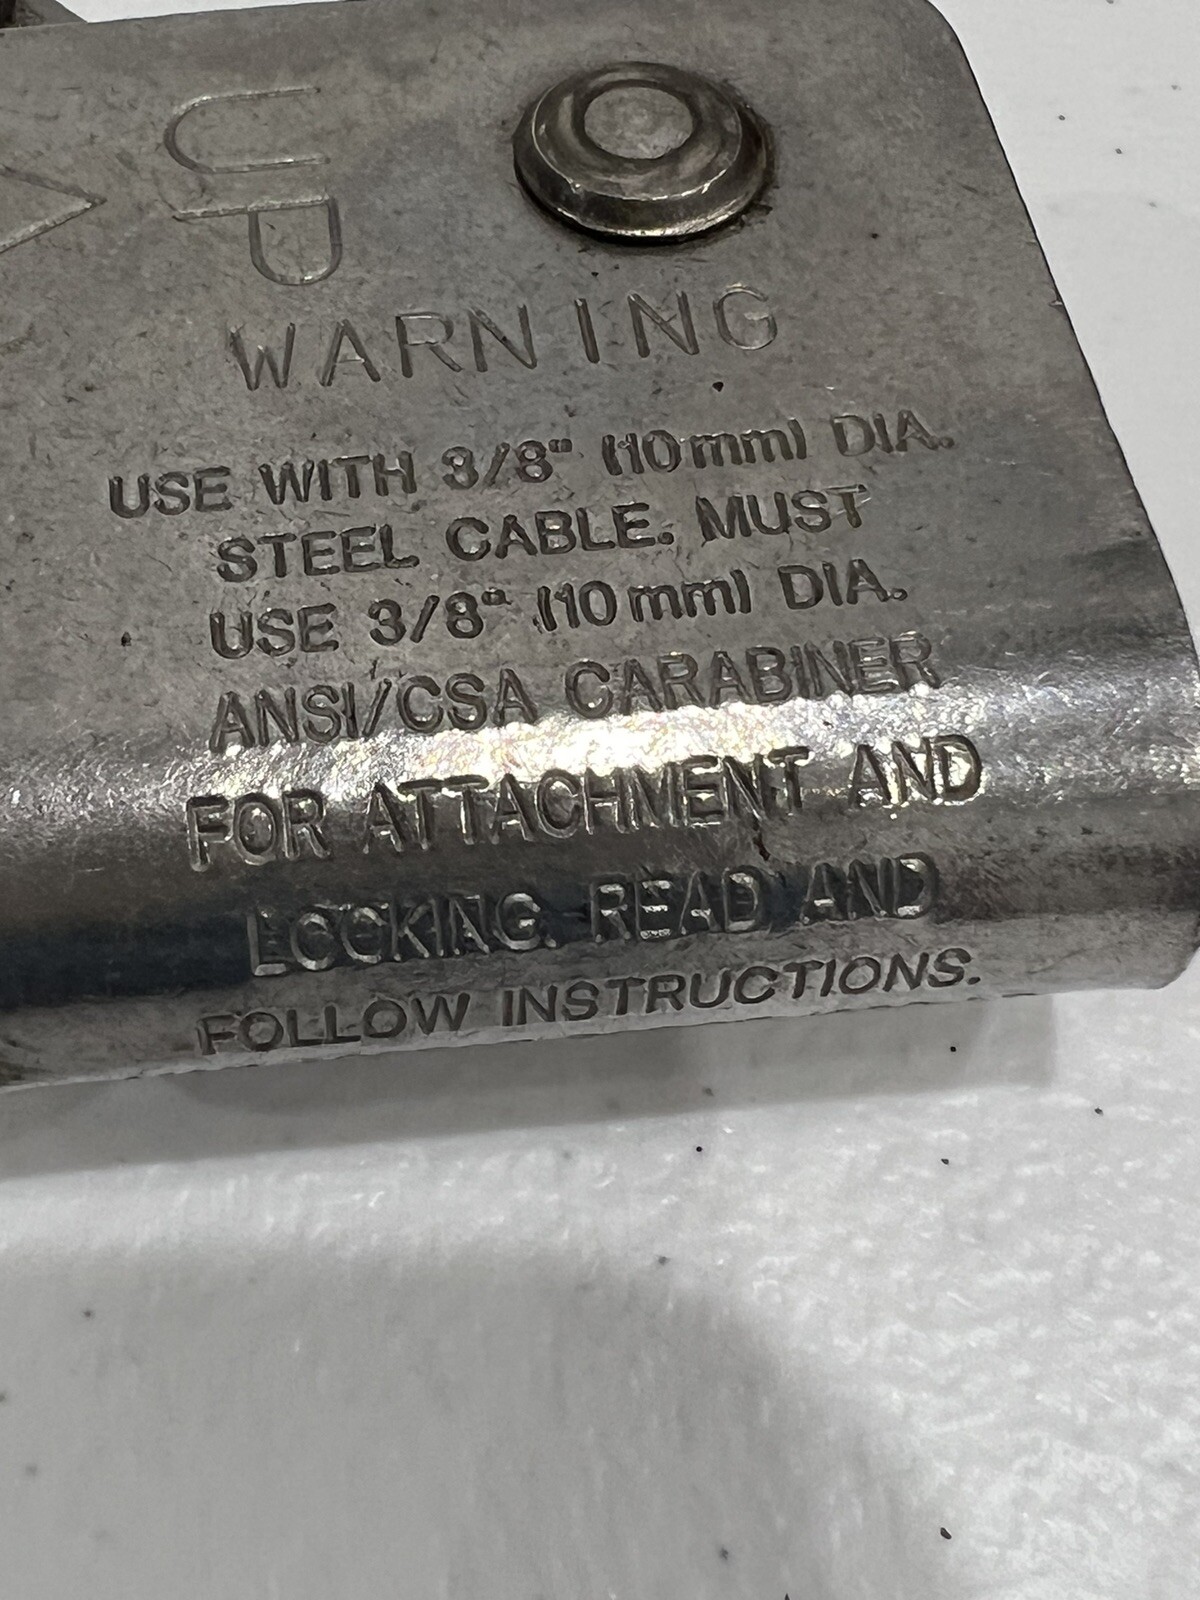 UP
WARNING
USE WITH 3/8" (10mm) DIA.
STEEL CABLE. MUST
USE 3/8" (10mm) DIA.
ANSI/CSA CARABINER
FOR ATTACHMENT AND
LOCKING. READ AND
FOLLOW INSTRUCTIONS.